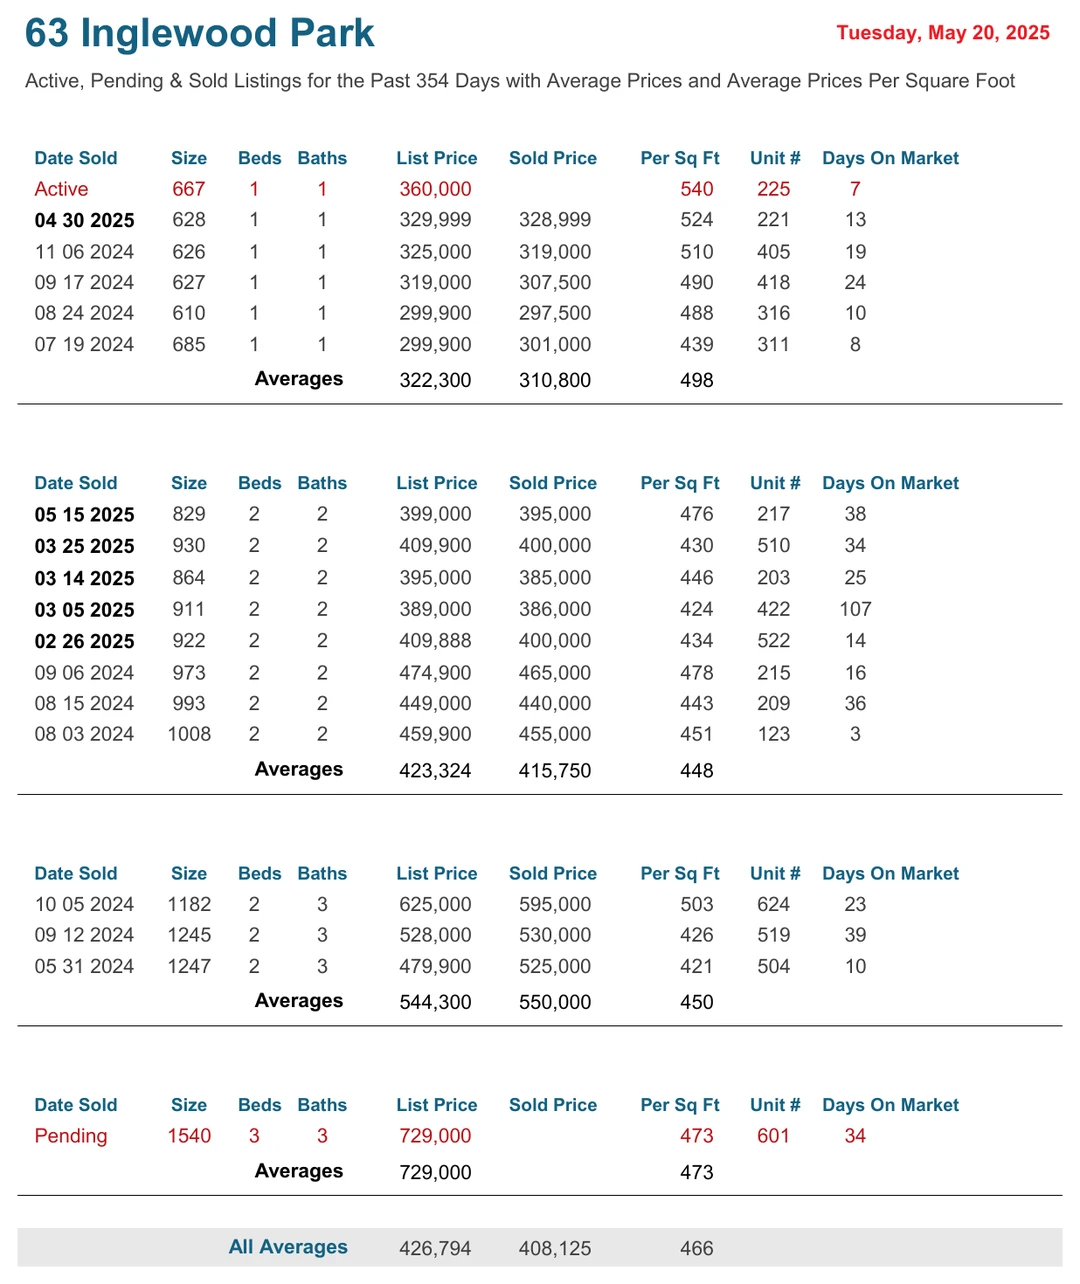 63 Inglewood Park
Tuesday, May 20, 2025
Active, Pending & Sold Listings for the Past 354 Days with Average Prices and Average Prices Per Square Foot
Date Sold Size Beds Baths List Price Sold Price Per Sq Ft Unit # Days On Market
Active 667 1 1 360,000 540 225 7
04 30 2025 628 1 1 329,999 328,999 524 221 13
11 06 2024 626 1 1 325,000 319,000 510 405 19
09 17 2024 627 1 1 319,000 307,500 490 418 24
08 24 2024 610 1 1 299,900 297,500 488 316 10
07 19 2024 685 1 1 299,900 301,000 439 311 8
Averages 322,300 310,800 498
Date Sold Size Beds Baths List Price Sold Price Per Sq Ft Unit # Days On Market
05 15 2025 829 2 2 399,000 395,000 476 217 38
03 25 2025 930 2 2 409,900 400,000 430 510 34
03 14 2025 864 2 2 395,000 385,000 446 203 25
03 05 2025 911 2 2 389,000 386,000 424 422 107
02 26 2025 922 2 2 409,888 400,000 434 522 14
09 06 2024 973 2 2 474,900 465,000 478 215 16
08 15 2024 993 2 2 449,000 440,000 443 209 36
08 03 2024 1008 2 2 459,900 455,000 451 123 3
Averages 423,324 415,750 448
Date Sold Size Beds Baths List Price Sold Price Per Sq Ft Unit # Days On Market
10 05 2024 1182 2 3 625,000 595,000 503 624 23
09 12 2024 1245 2 3 528,000 530,000 426 519 39
05 31 2024 1247 2 3 479,900 525,000 421 504 10
Averages 544,300 550,000 450
Date Sold Size Beds Baths List Price Sold Price Per Sq Ft Unit # Days On Market
Pending 1540 3 3 729,000 473 601 34
Averages 729,000 473
All Averages 426,794 408,125 466